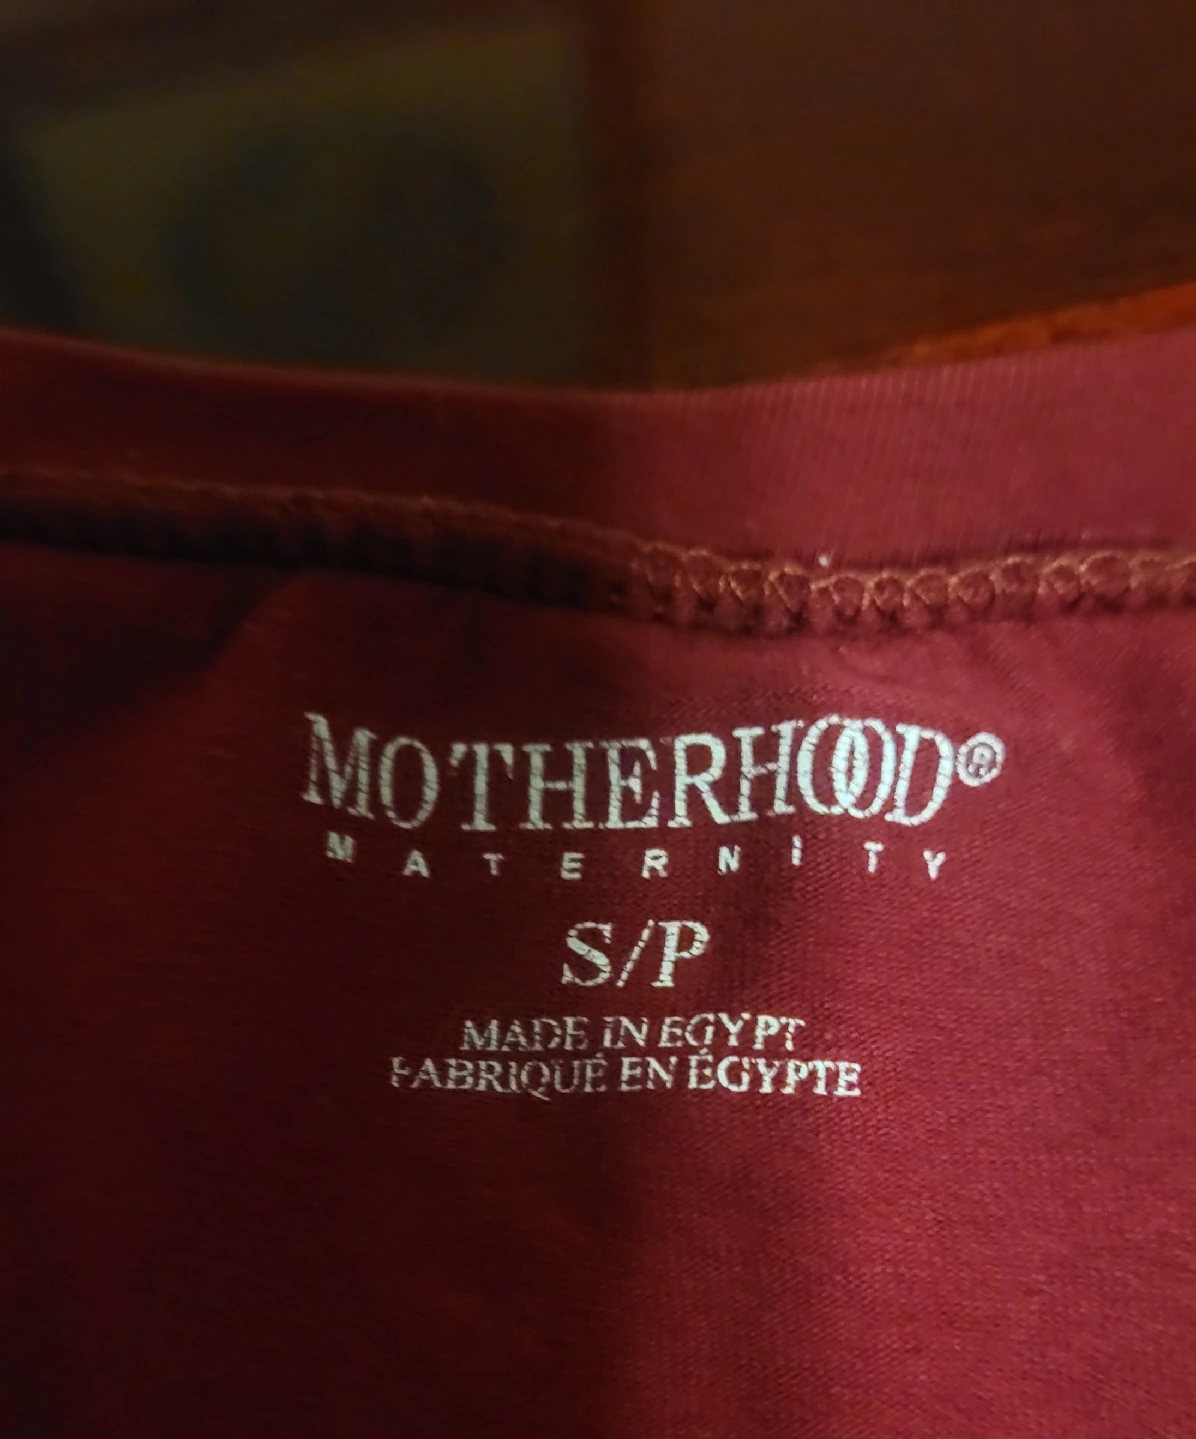 MOTHERHOOD®
MATERNITY
S/P
MADE IN EGYPT
FABRIQUÉ EN ÉGYPTE